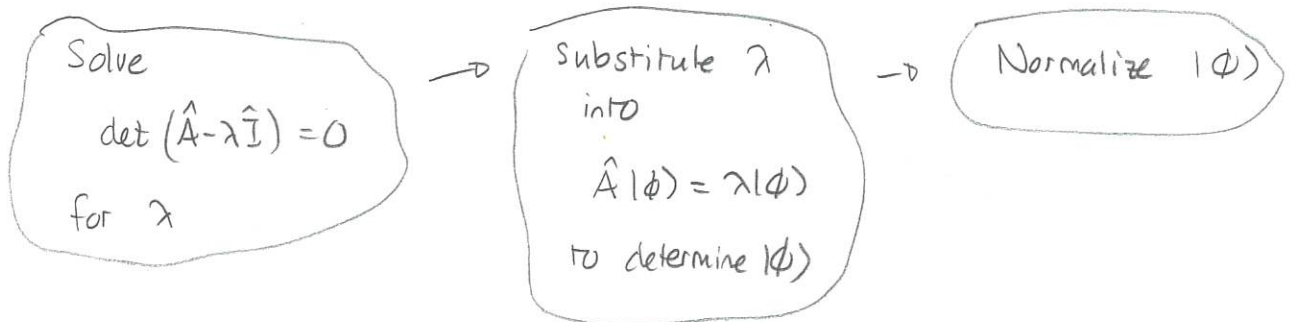 Solve
det (Â-λÎ) = 0
for λ
→
Substitute λ
into
Â|ϕ⟩ = λ|ϕ⟩
to determine |ϕ⟩
→
Normalize |ϕ⟩